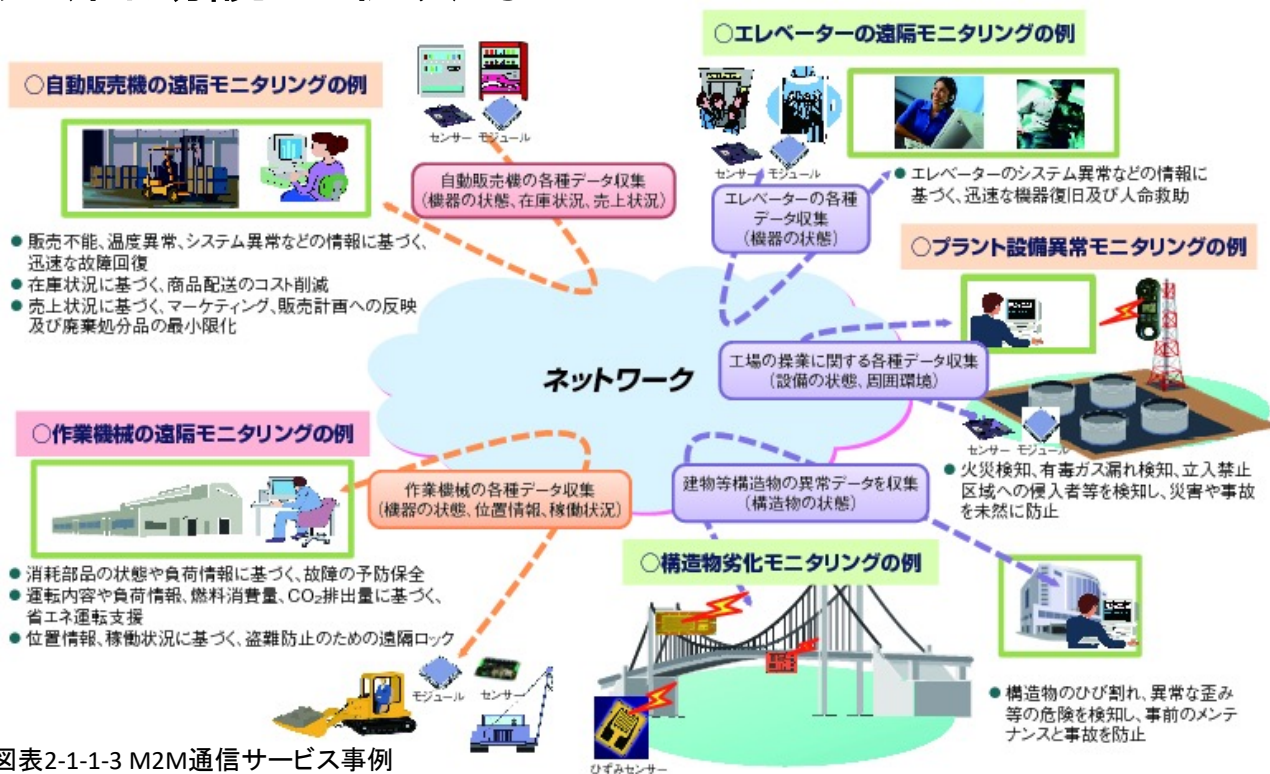 ○自動販売機の遠隔モニタリングの例
センサー モジュール
自動販売機の各種データ収集
(機器の状態、在庫状況、売上状況)
● 販売不能、温度異常、システム異常などの情報に基づく、
迅速な故障回復
● 在庫状況に基づく、商品配送のコスト削減
● 売上状況に基づく、マーケティング、販売計画への反映
及び廃棄処分品の最小限化
○エレベーターの遠隔モニタリングの例
センサー モジュール
エレベーターの各種
データ収集
(機器の状態)
● エレベーターのシステム異常などの情報に
基づく、迅速な機器復旧及び人命救助
○プラント設備異常モニタリングの例
工場の操業に関する各種データ収集
(設備の状態、周囲環境)
センサー モジュール
● 火災検知、有毒ガス漏れ検知、立入禁止
区域への侵入者等を検知し、災害や事故
を未然に防止
ネットワーク
○作業機械の遠隔モニタリングの例
作業機械の各種データ収集
(機器の状態、位置情報、稼働状況)
● 消耗部品の状態や負荷情報に基づく、故障の予防保全
● 運転内容や負荷情報、燃料消費量、CO₂排出量に基づく、
省エネ運転支援
● 位置情報、稼働状況に基づく、盗難防止のための遠隔ロック
モジュール センサー
建物等構造物の異常データを収集
(構造物の状態)
○構造物劣化モニタリングの例
ひずみセンサー
● 構造物のひび割れ、異常な歪み
等の危険を検知し、事前のメンテ
ナンスと事故を防止
図表2-1-1-3 M2M通信サービス事例